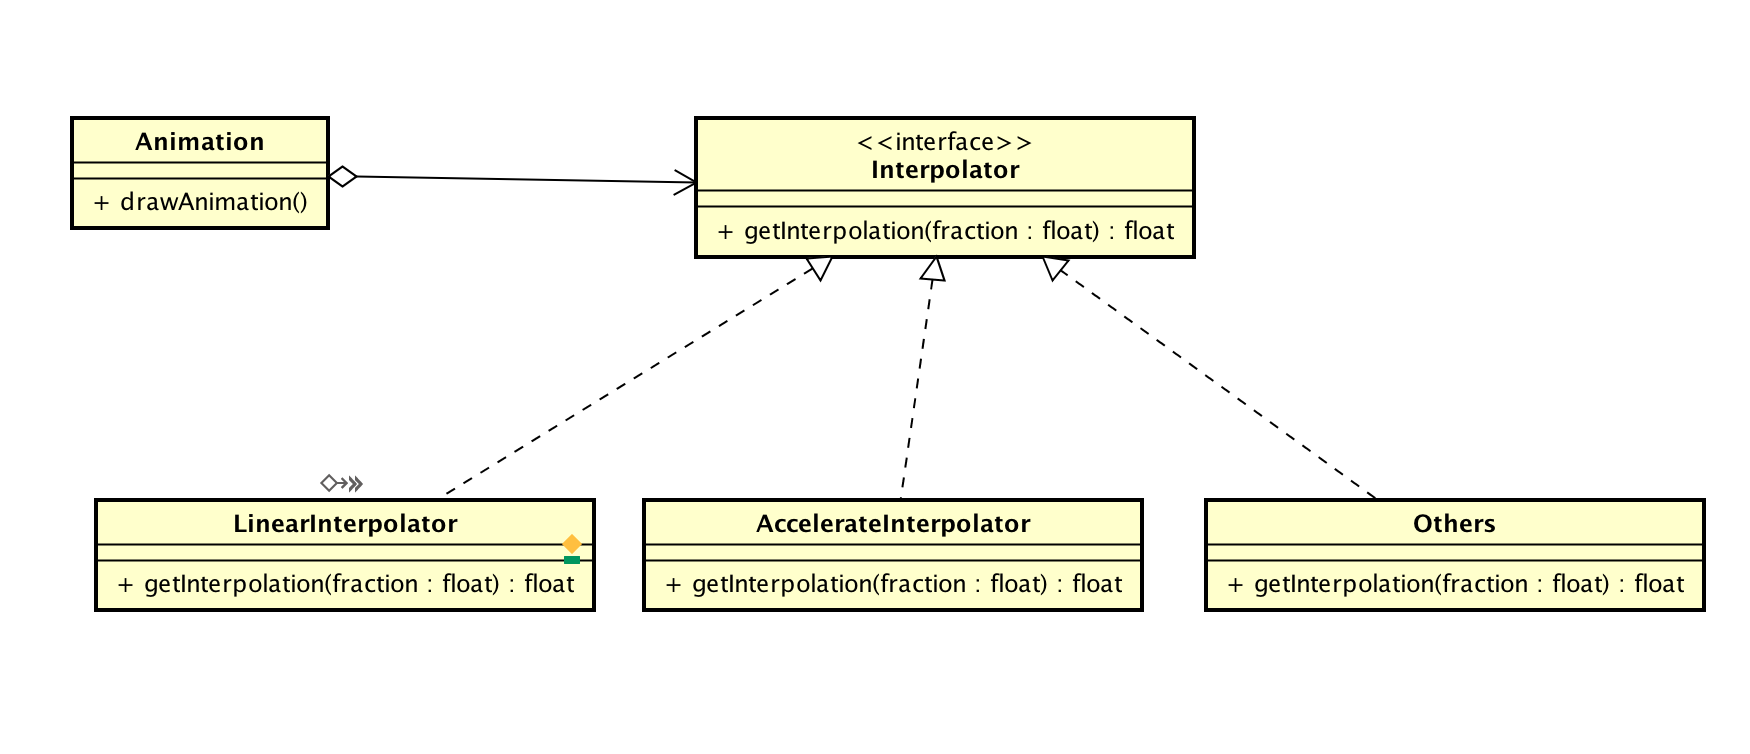 Animation
+ drawAnimation()
<<interface>>
Interpolator
+ getInterpolation(fraction : float) : float
LinearInterpolator
+ getInterpolation(fraction : float) : float
AccelerateInterpolator
+ getInterpolation(fraction : float) : float
Others
+ getInterpolation(fraction : float) : float